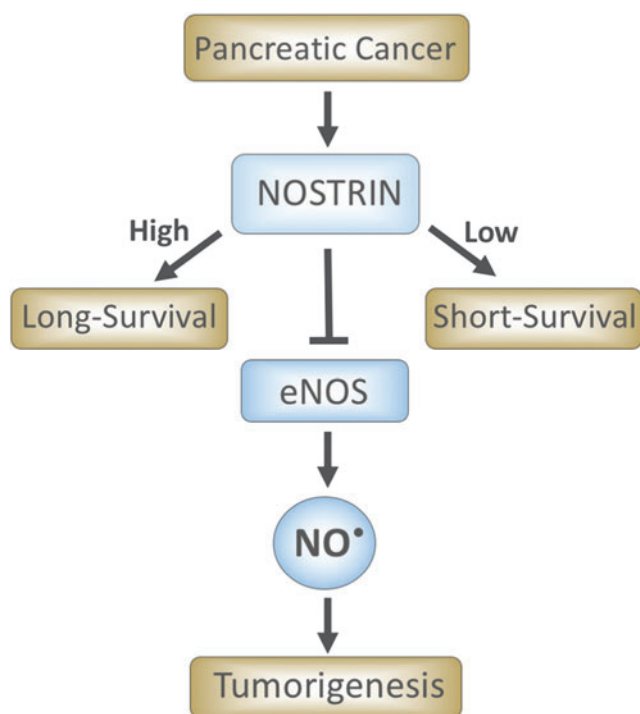 Pancreatic Cancer
NOSTRIN
High
Low
Long-Survival
Short-Survival
eNOS
NO•
Tumorigenesis